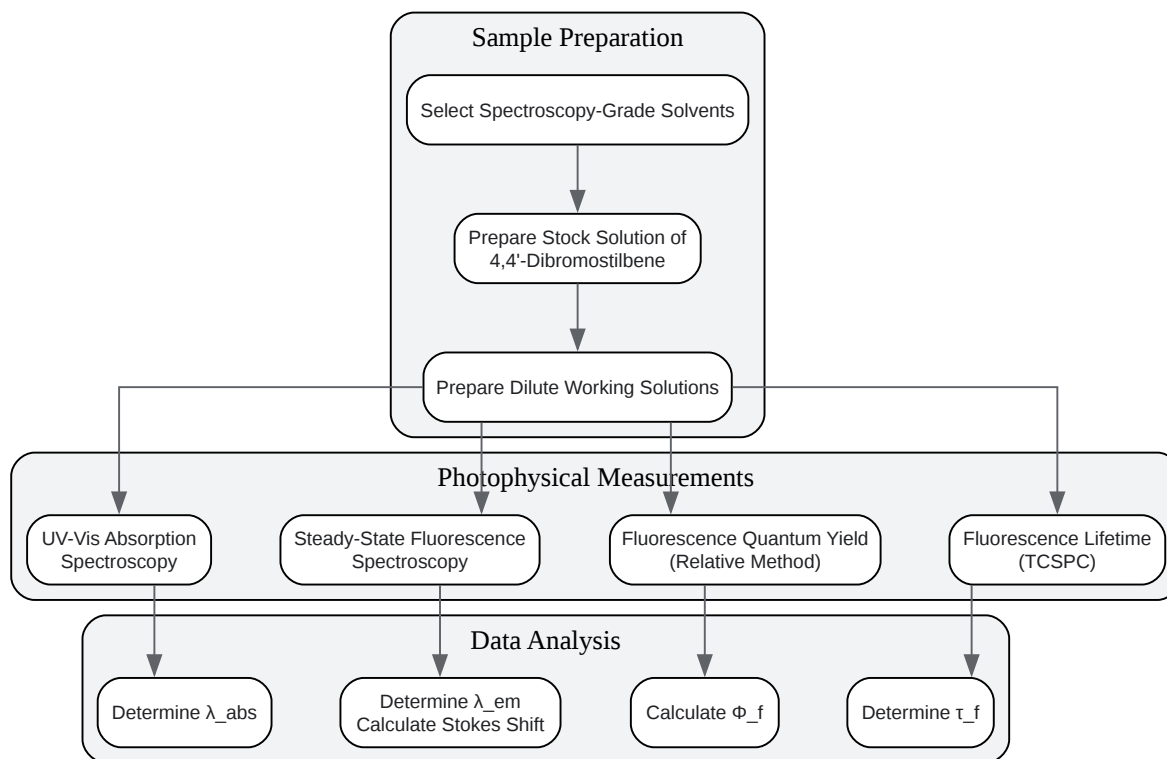 Sample Preparation
Select Spectroscopy-Grade Solvents
Prepare Stock Solution of
4,4'-Dibromostilbene
Prepare Dilute Working Solutions
Photophysical Measurements
UV-Vis Absorption
Spectroscopy
Steady-State Fluorescence
Spectroscopy
Fluorescence Quantum Yield
(Relative Method)
Fluorescence Lifetime
(TCSPC)
Data Analysis
Determine λ_abs
Determine λ_em
Calculate Stokes Shift
Calculate Φ_f
Determine τ_f